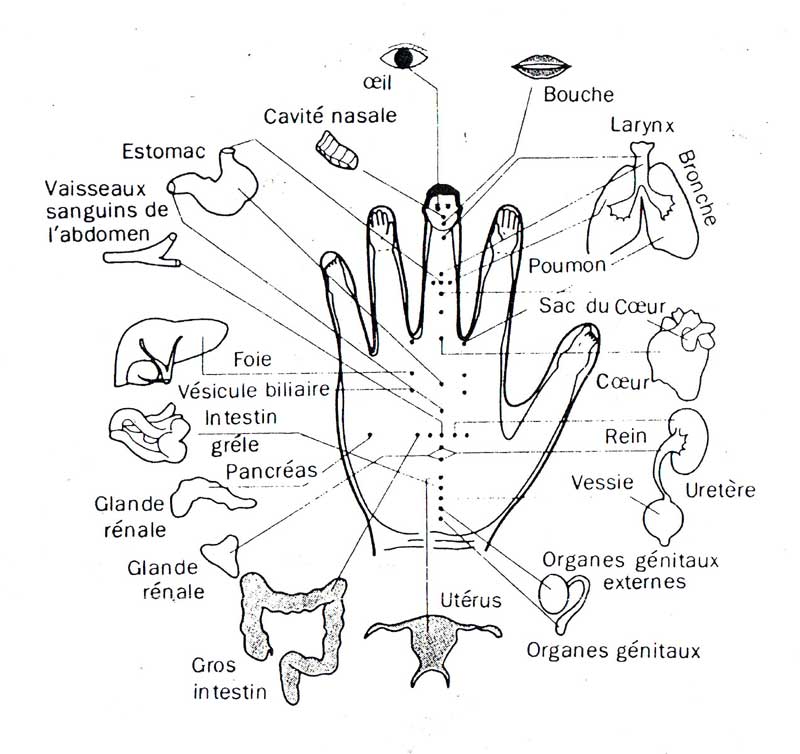 œil
Bouche
Cavité nasale
Larynx
Bronche
Estomac
Vaisseaux
sanguins de
l'abdomen
Poumon
Sac du Cœur
Foie
Cœur
Vésicule biliaire
Intestin
gréle
Rein
Pancréas
Vessie
Uretère
Glande
rénale
Glande
rénale
Organes génitaux
externes
Utérus
Organes génitaux
Gros
intestin